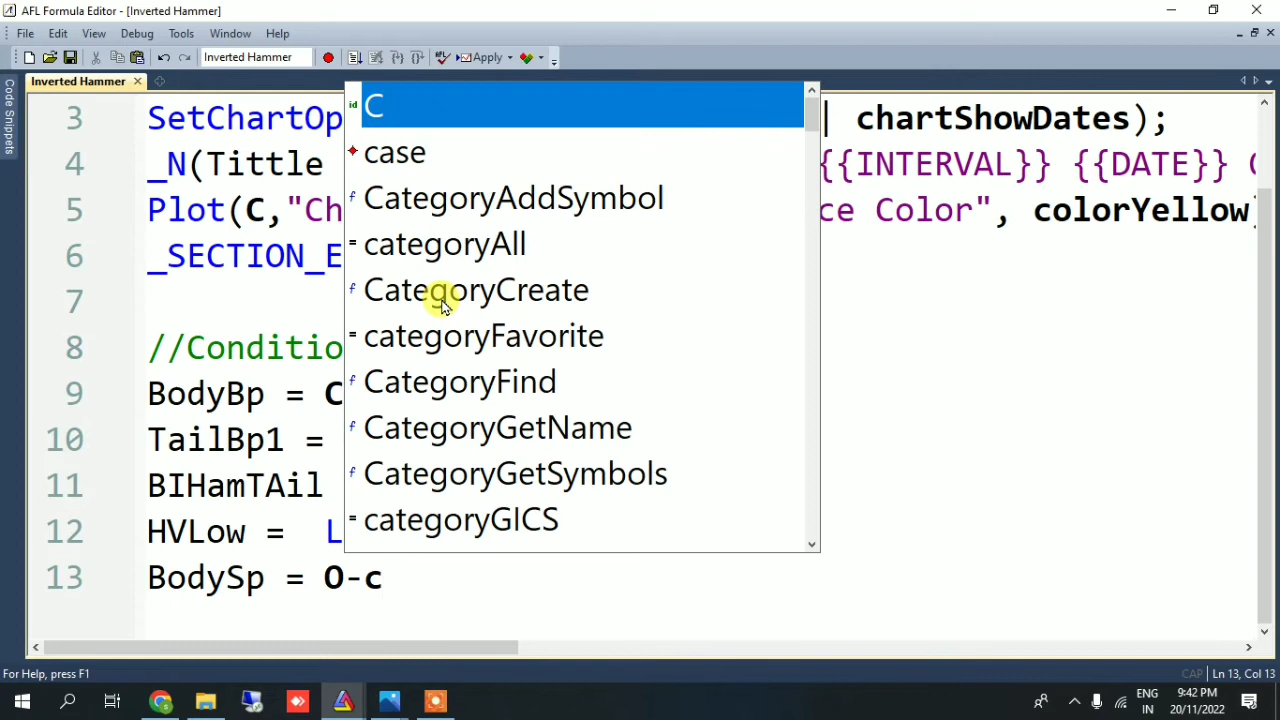 AFL Formula Editor - [Inverted Hammer]
File Edit View Debug Tools Window Help
Inverted Hammer Apply
Inverted Hammer
Code Snippets
3 SetChartOp | chartShowDates);
4 _N(Tittle {{INTERVAL}} {{DATE}}
5 Plot(C,"Ch ce Color", colorYellow
6 _SECTION_E
7
8 //Conditio
9 BodyBp = C
10 TailBp1 =
11 BIHamTAil
12 HVLow = L
13 BodySp = O-c
C
case
CategoryAddSymbol
categoryAll
CategoryCreate
categoryFavorite
CategoryFind
CategoryGetName
CategoryGetSymbols
categoryGICS
For Help, press F1
CAP Ln 13, Col 13
ENG
IN
9:42 PM
20/11/2022